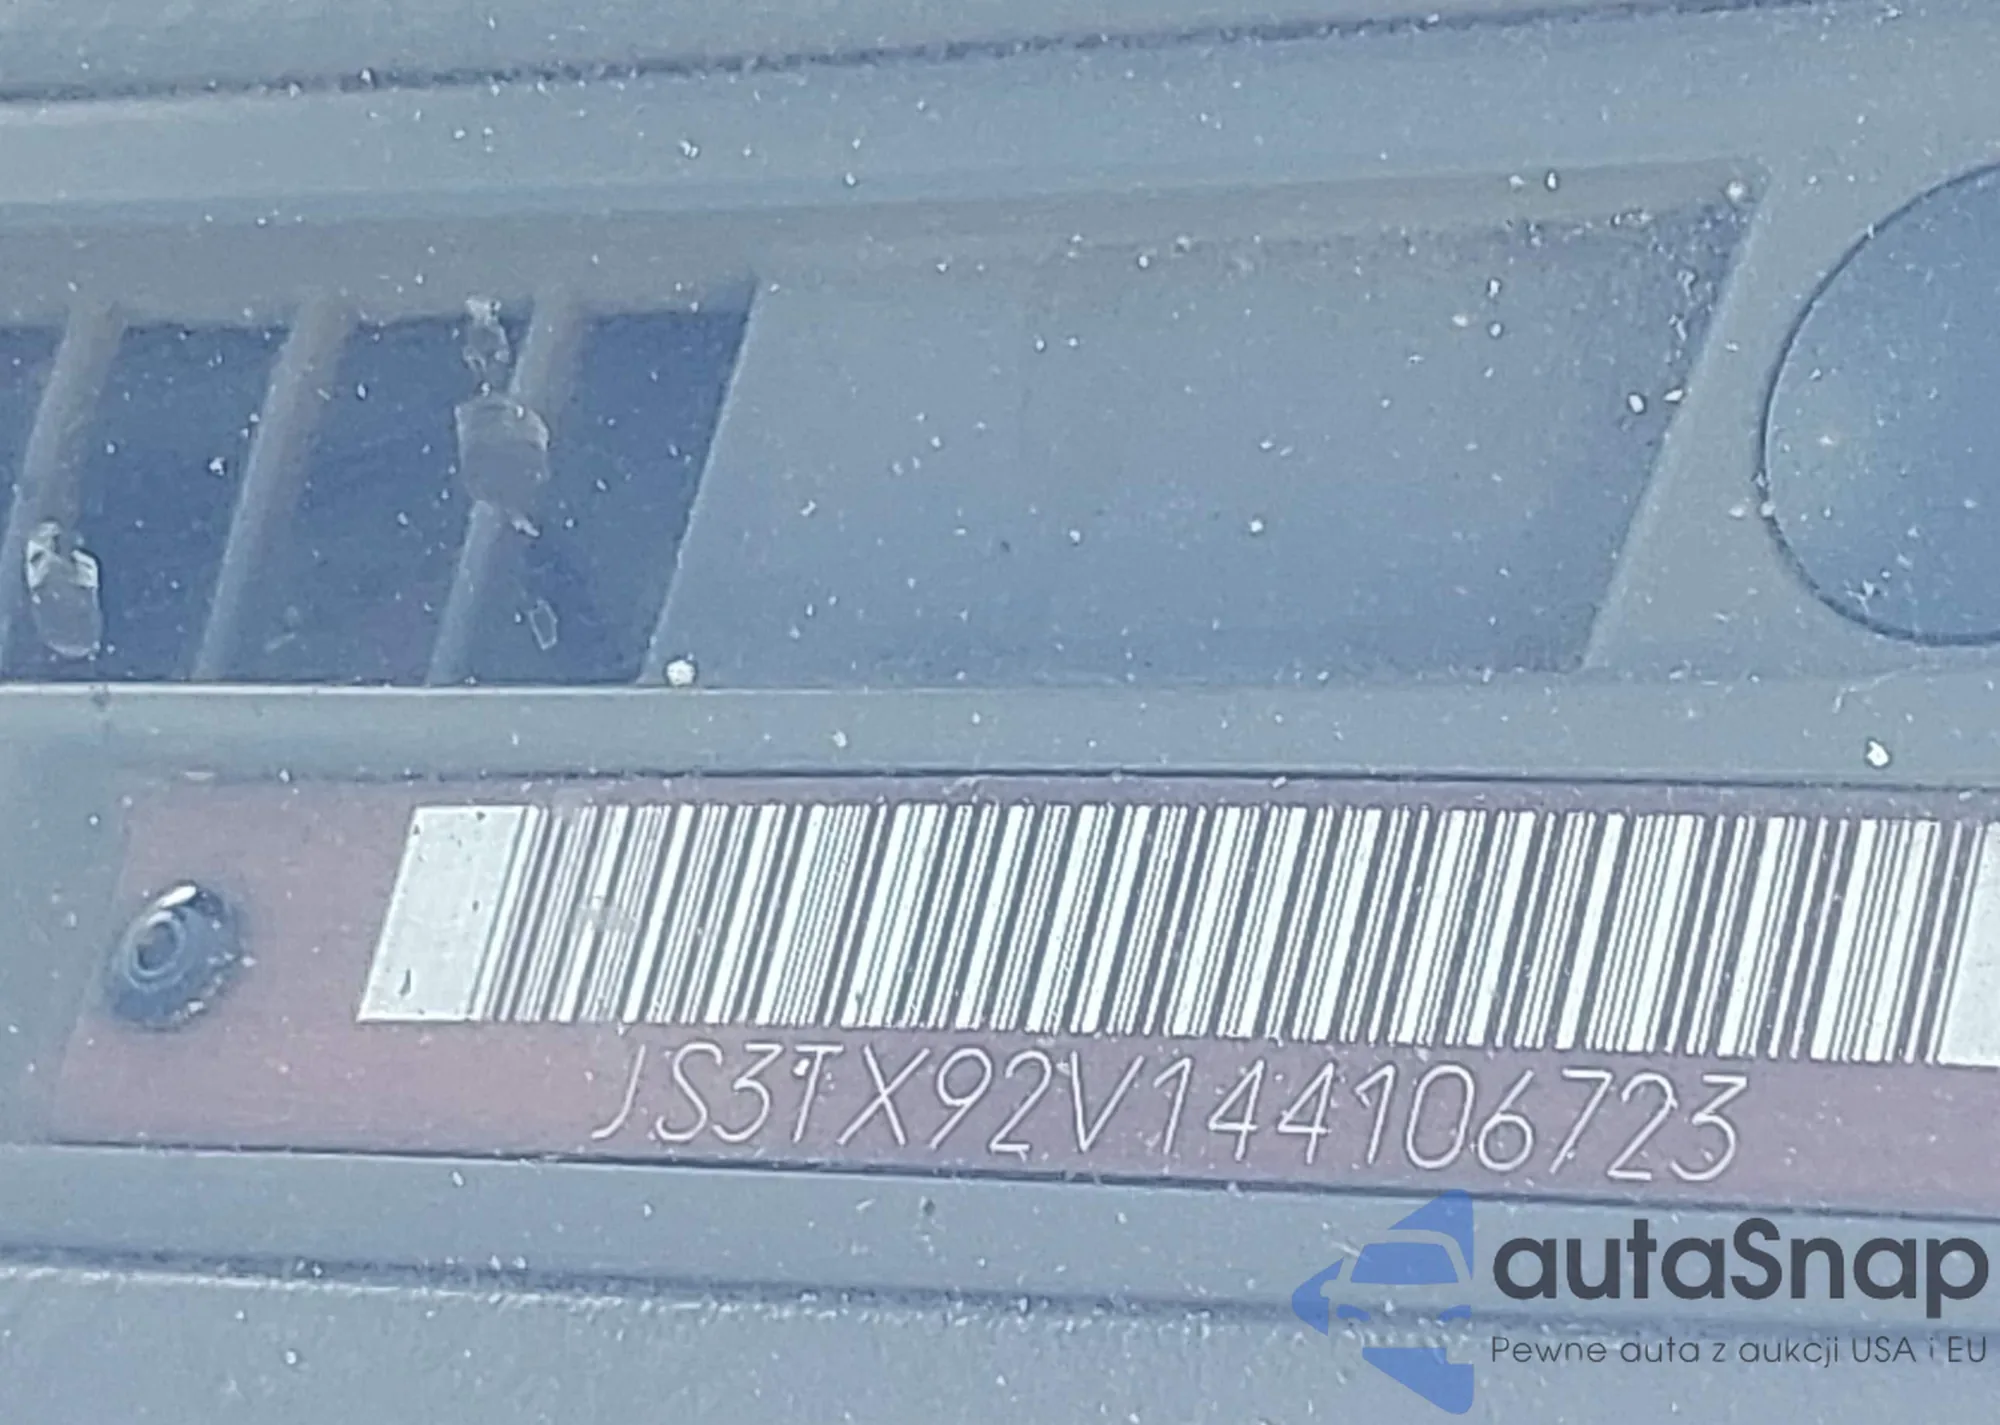 JS3TX92V144106723
autaSnap
Pewne auta z aukcji USA i EU